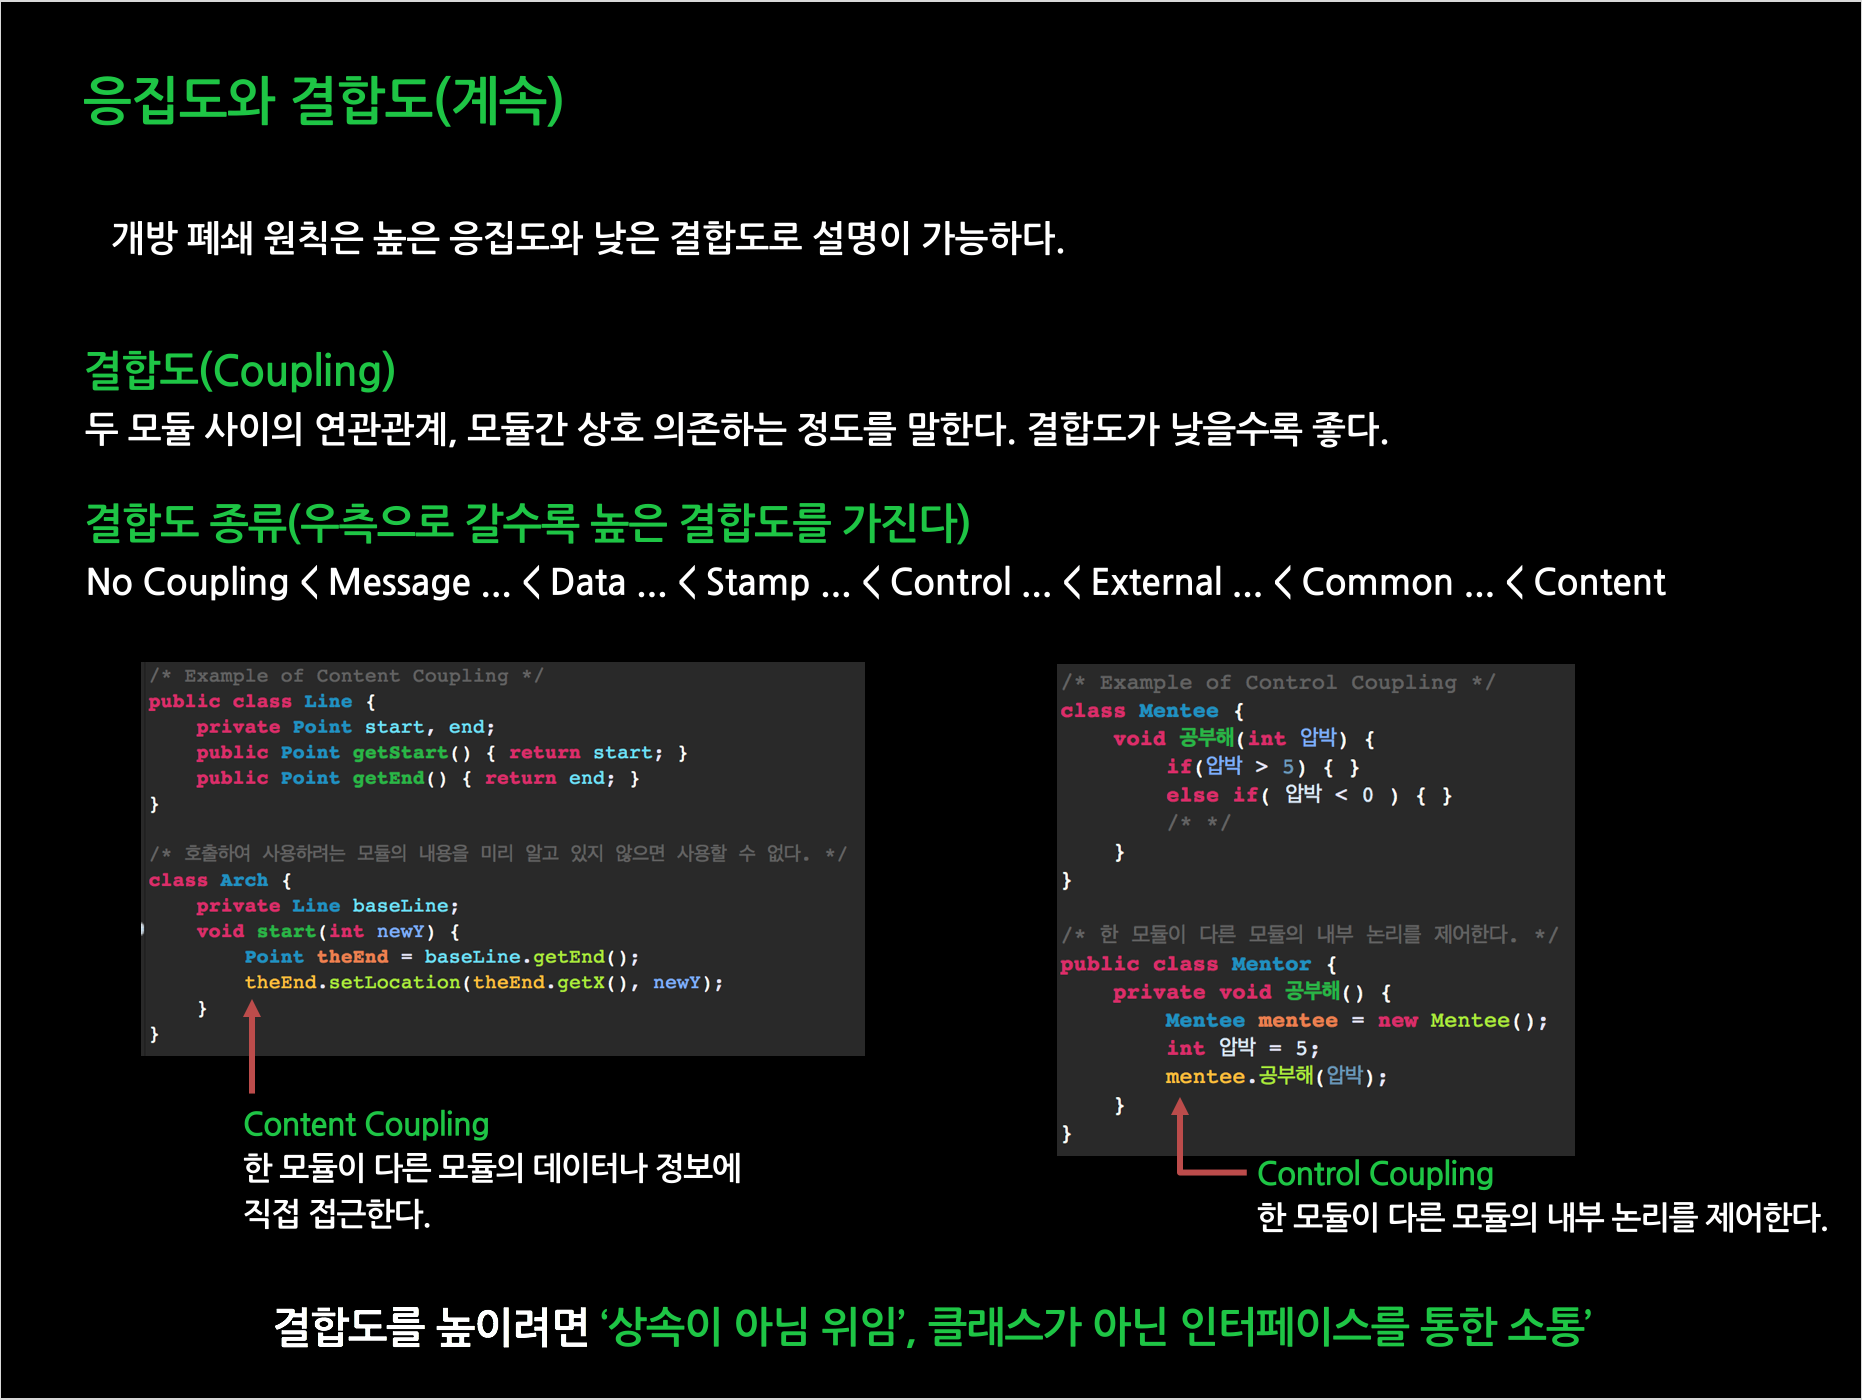 응집도와 결합도(계속)
개방 폐쇄 원칙은 높은 응집도와 낮은 결합도로 설명이 가능하다.
결합도(Coupling)
두 모듈 사이의 연관관계, 모듈간 상호 의존하는 정도를 말한다. 결합도가 낮을수록 좋다.
결합도 종류(우측으로 갈수록 높은 결합도를 가진다)
No Coupling < Message ... < Data ... < Stamp ... < Control ... < External ... < Common ... < Content
/* Example of Content Coupling */
public class Line {
    private Point start, end;
    public Point getStart() { return start; }
    public Point getEnd() { return end; }
}
/* 호출하여 사용하려는 모듈의 내용을 미리 알고 있지 않으면 사용할 수 없다. */
class Arch {
    private Line baseLine;
    void start(int newY) {
        Point theEnd = baseLine.getEnd();
        theEnd.setLocation(theEnd.getX(), newY);
    }
}
Content Coupling
한 모듈이 다른 모듈의 데이터나 정보에
직접 접근한다.
/* Example of Control Coupling */
class Mentee {
    void 공부해(int 압박) {
        if(압박 > 5) { }
        else if( 압박 < 0 ) { }
        /* */
    }
}
/* 한 모듈이 다른 모듈의 내부 논리를 제어한다. */
public class Mentor {
    private void 공부해() {
        Mentee mentee = new Mentee();
        int 압박 = 5;
        mentee.공부해(압박);
    }
}
Control Coupling
한 모듈이 다른 모듈의 내부 논리를 제어한다.
결합도를 높이려면 ‘상속이 아님 위임’, 클래스가 아닌 인터페이스를 통한 소통’